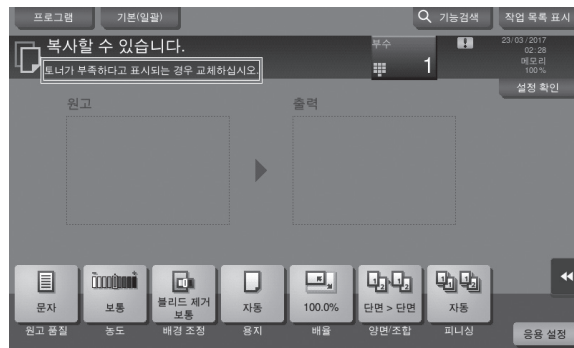 프로그램
기본(일괄)
기능검색
작업 목록 표시
복사할 수 있습니다.
토너가 부족하다고 표시되는 경우 교체하십시오.
부수
1
23/03/2017
02:28
메모리
100%
설정 확인
원고
출력
문자
보통
블리드 제거
보통
자동
100.0%
단면 > 단면
자동
원고 품질
농도
배경 조정
용지
배율
양면/조합
피니싱
응용 설정